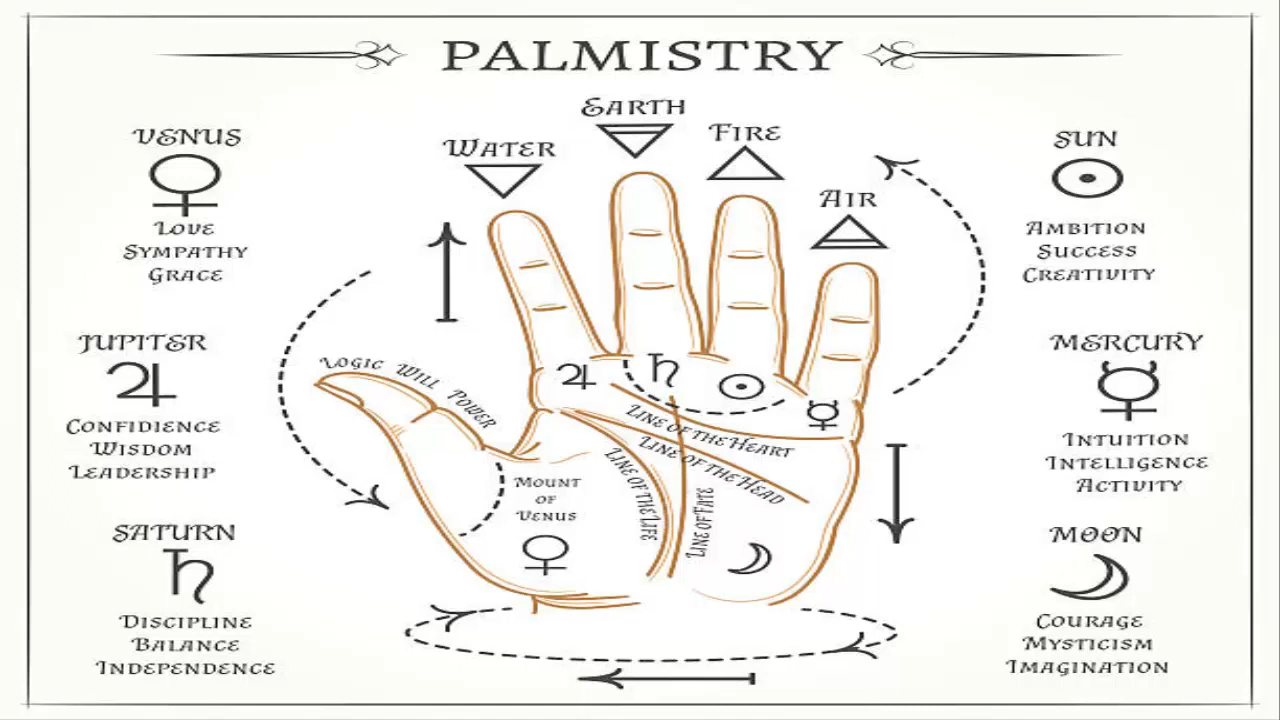 PALMISTRY
EARTH
FIRE
WATER
AIR
VENUS
LOVE
SYMPATHY
GRACE
JUPITER
CONFIDENCE
WISDOM
LEADERSHIP
SATURN
DISCIPLINE
BALANCE
INDEPENDENCE
LOGIC WILL POWER
LINE OF THE HEART
LINE OF THE HEAD
LINE OF THE LIFE
LINE OF FATE
MOUNT
OF
VENUS
SUN
AMBITION
SUCCESS
CREATIVITY
MERCURY
INTUITION
INTELLIGENCE
ACTIVITY
MOON
COURAGE
MYSTICISM
IMAGINATION